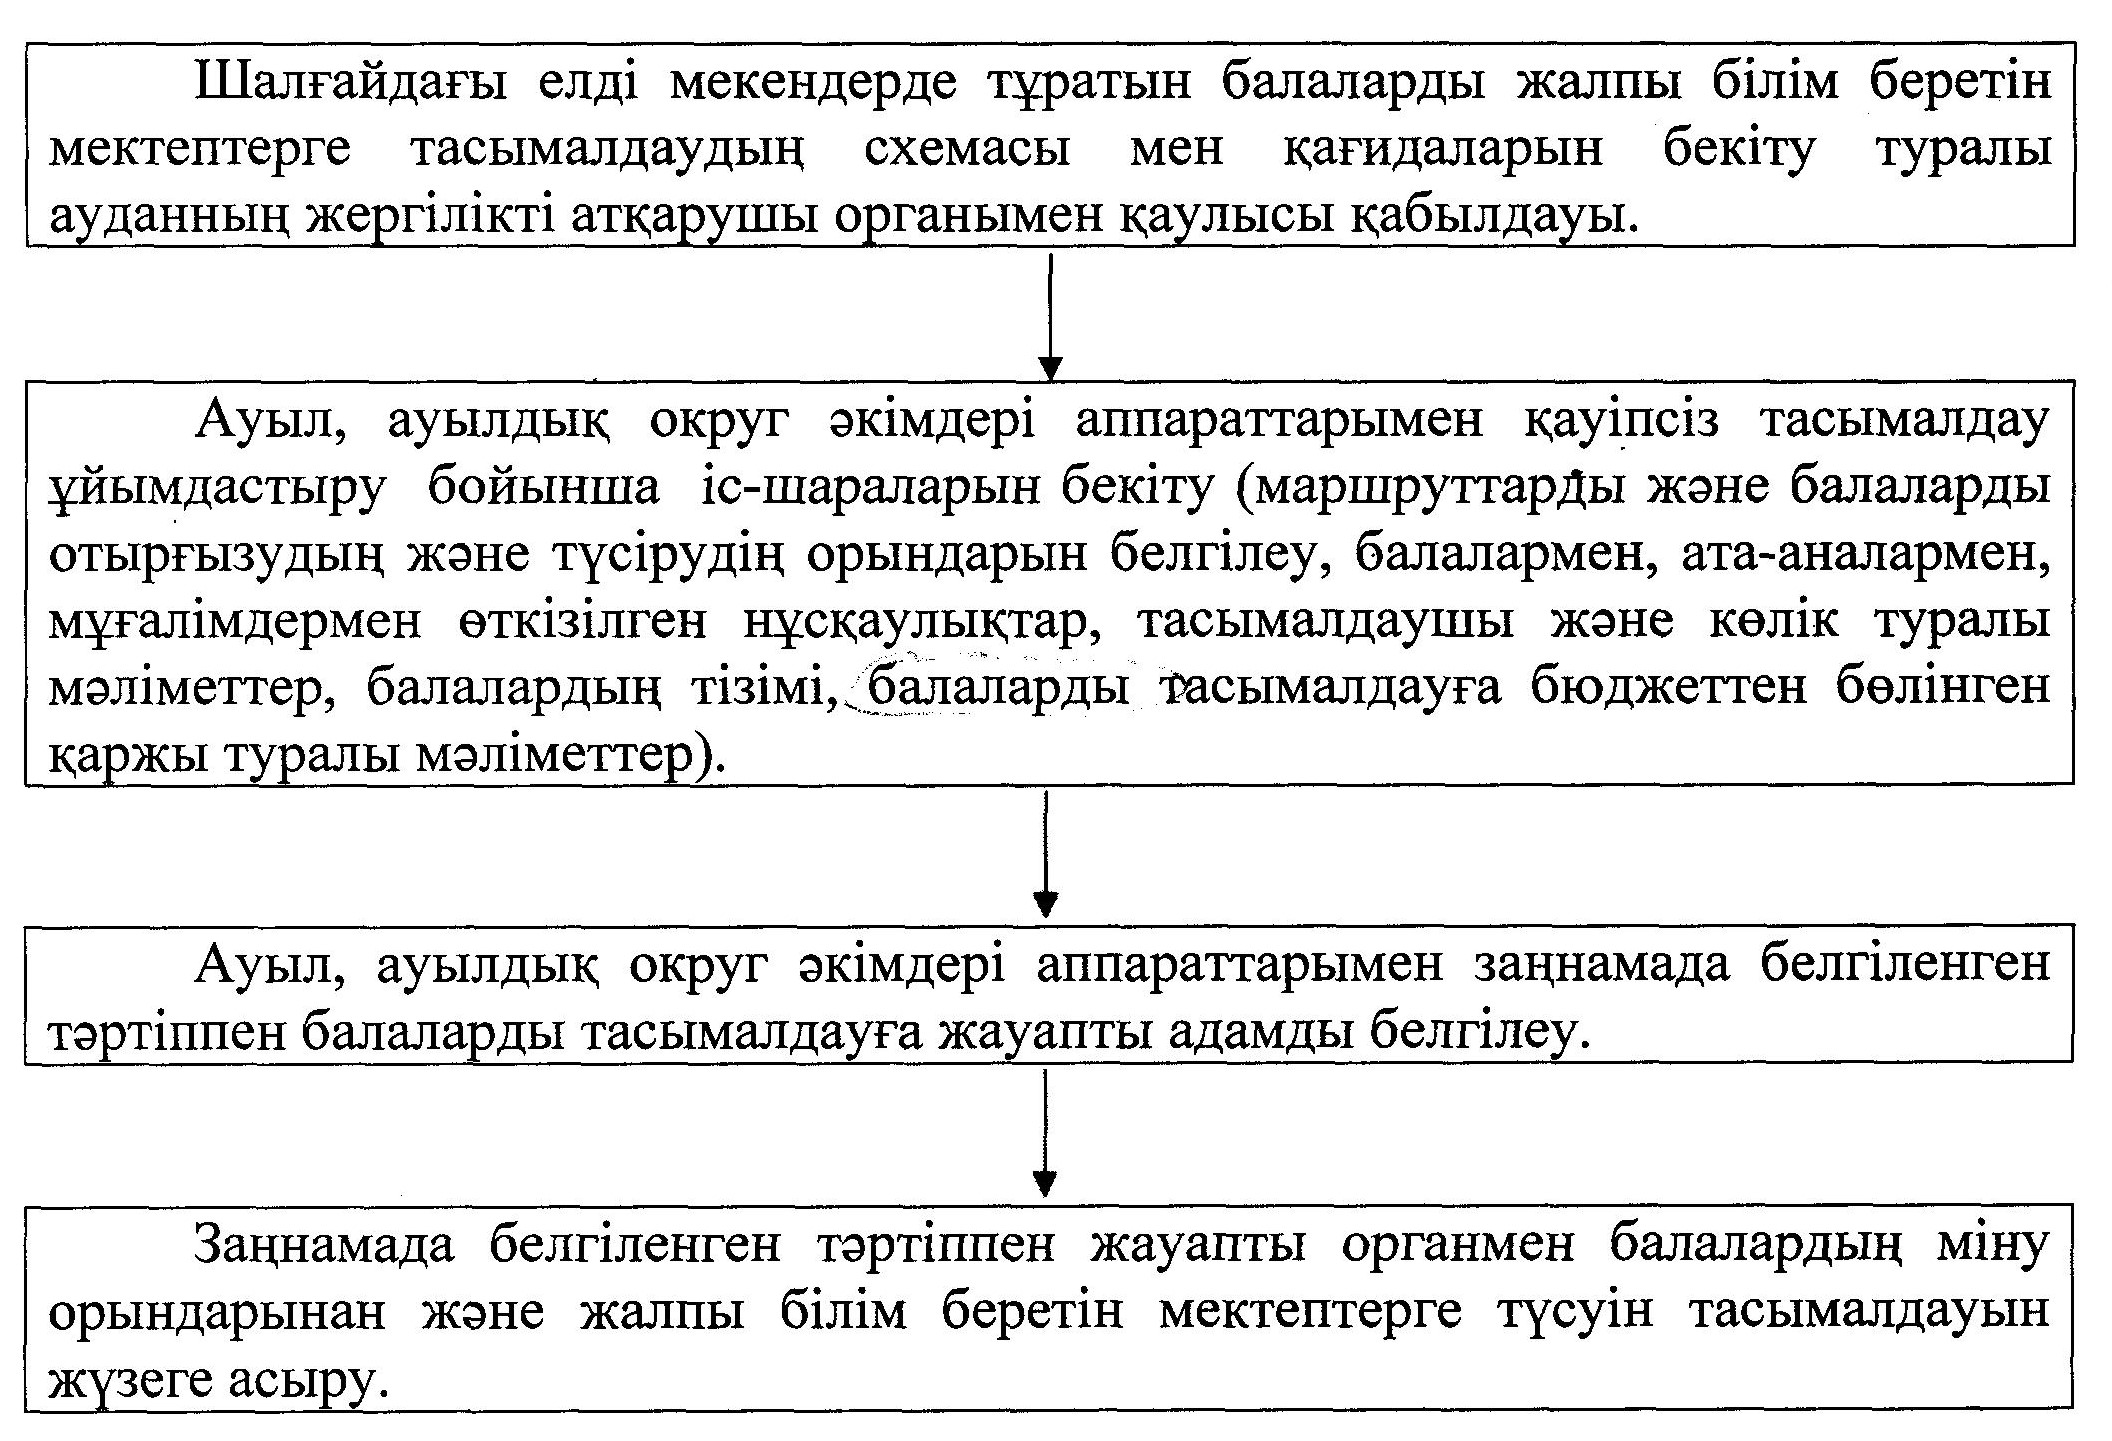 Шалғайдағы елді мекендерде тұратын балаларды жалпы білім беретін
мектептерге тасымалдаудың схемасы мен қағидаларын бекіту туралы
ауданның жергілікті атқарушы органымен қаулысы қабылдауы.
Ауыл, ауылдық округ әкімдері аппараттарымен қауіпсіз тасымалдау
ұйымдастыру бойынша іс-шараларын бекіту (маршруттарды және балаларды
отырғызудың және түсірудің орындарын белгілеу, балалармен, ата-аналармен,
мұғалімдермен өткізілген нұсқаулықтар, тасымалдаушы және көлік туралы
мәліметтер, балалардың тізімі, балаларды тасымалдауға бюджеттен бөлінген
қаржы туралы мәліметтер).
Ауыл, ауылдық округ әкімдері аппараттарымен заңнамада белгіленген
тәртіппен балаларды тасымалдауға жауапты адамды белгілеу.
Заңнамада белгіленген тәртіппен жауапты органмен балалардың міну
орындарынан және жалпы білім беретін мектептерге түсуін тасымалдауын
жүзеге асыру.